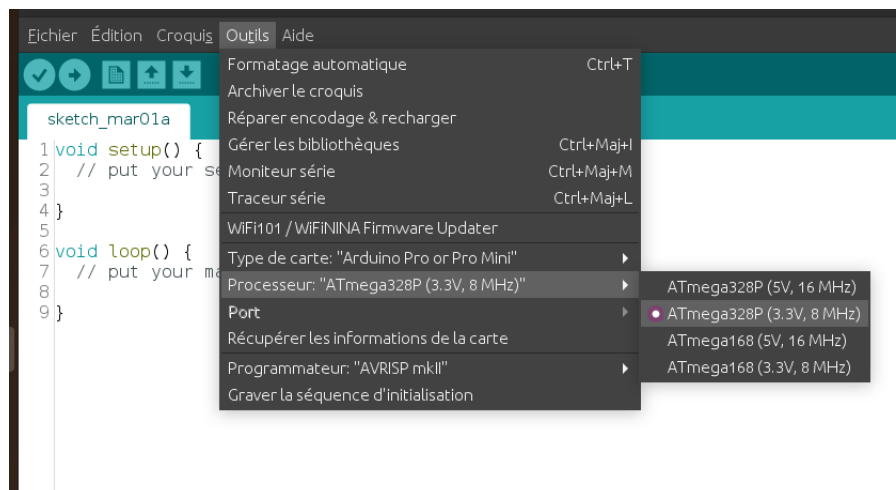 Fichier Édition Croquis Outils Aide
sketch_mar01a
Formatage automatique Ctrl+T
Archiver le croquis
Réparer encodage & recharger
Gérer les bibliothèques Ctrl+Maj+I
Moniteur série Ctrl+Maj+M
Traceur série Ctrl+Maj+L
WiFi101 / WiFiNINA Firmware Updater
Type de carte: "Arduino Pro or Pro Mini"
Processeur: "ATmega328P (3.3V, 8 MHz)"
Port
Récupérer les informations de la carte
Programmateur: "AVRISP mkII"
Graver la séquence d'initialisation
ATmega328P (5V, 16 MHz)
ATmega328P (3.3V, 8 MHz)
ATmega168 (5V, 16 MHz)
ATmega168 (3.3V, 8 MHz)
1 void setup() {
2 // put your se
3
4 }
5
6 void loop() {
7 // put your ma
8
9 }